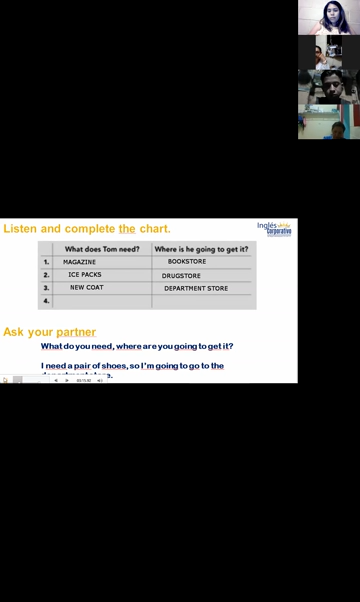 Listen and complete the chart.
Inglés
Corporativo
What does Tom need? Where is he going to get it?
1. MAGAZINE BOOKSTORE
2. ICE PACKS DRUGSTORE
3. NEW COAT DEPARTMENT STORE
4.
Ask your partner
What do you need, where are you going to get it?
I need a pair of shoes, so I'm going to go to the
department store.